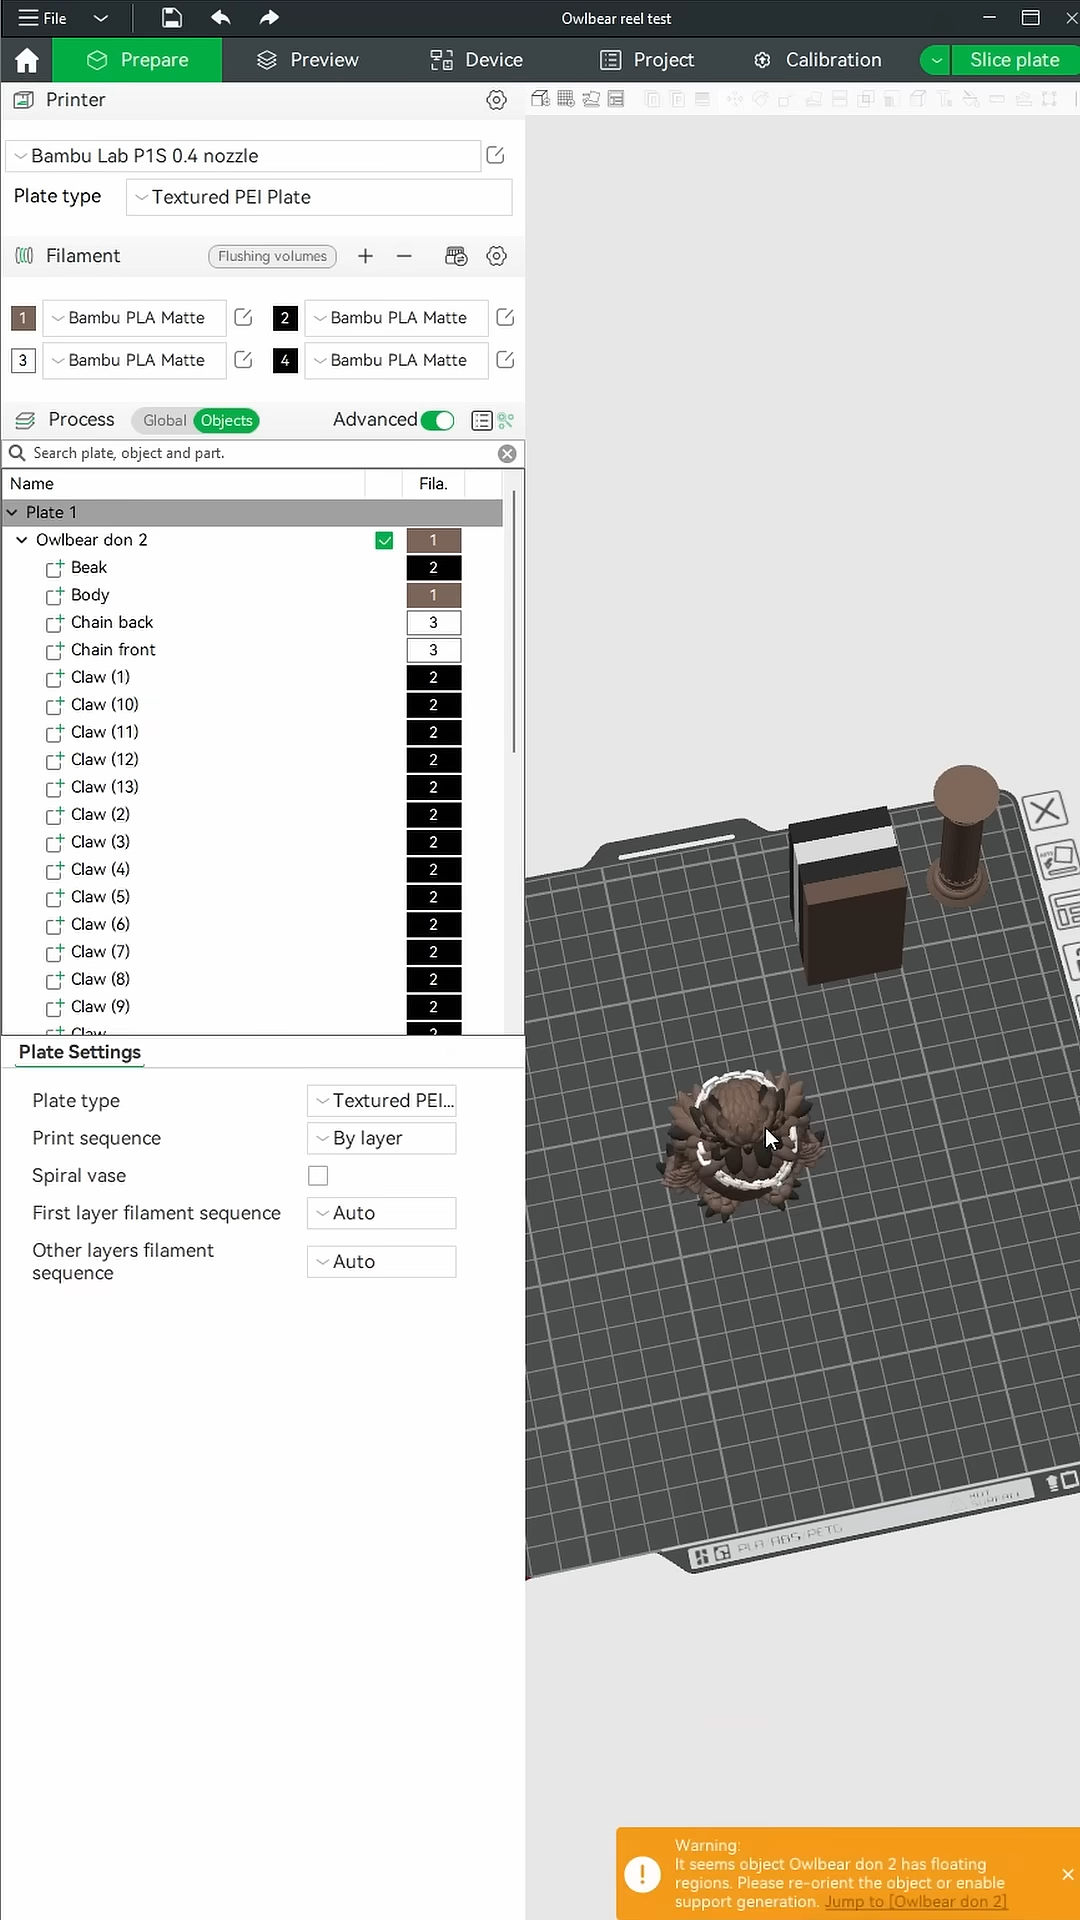 File
Owlbear reel test
Prepare
Preview
Device
Project
Calibration
Slice plate
Printer
Bambu Lab P1S 0.4 nozzle
Plate type
Textured PEI Plate
Filament
Flushing volumes
1
Bambu PLA Matte
2
Bambu PLA Matte
3
Bambu PLA Matte
4
Bambu PLA Matte
Process
Global
Objects
Advanced
Search plate, object and part.
Name
Fila.
Plate 1
Owlbear don 2
1
Beak
2
Body
1
Chain back
3
Chain front
3
Claw (1)
2
Claw (10)
2
Claw (11)
2
Claw (12)
2
Claw (13)
2
Claw (2)
2
Claw (3)
2
Claw (4)
2
Claw (5)
2
Claw (6)
2
Claw (7)
2
Claw (8)
2
Claw (9)
2
Claw
2
Plate Settings
Plate type
Textured PEI...
Print sequence
By layer
Spiral vase
First layer filament sequence
Auto
Other layers filament
sequence
Auto
PLA ABS PETG
HOT
SURFACE
Warning:
It seems object Owlbear don 2 has floating
regions. Please re-orient the object or enable
support generation. Jump to [Owlbear don 2]